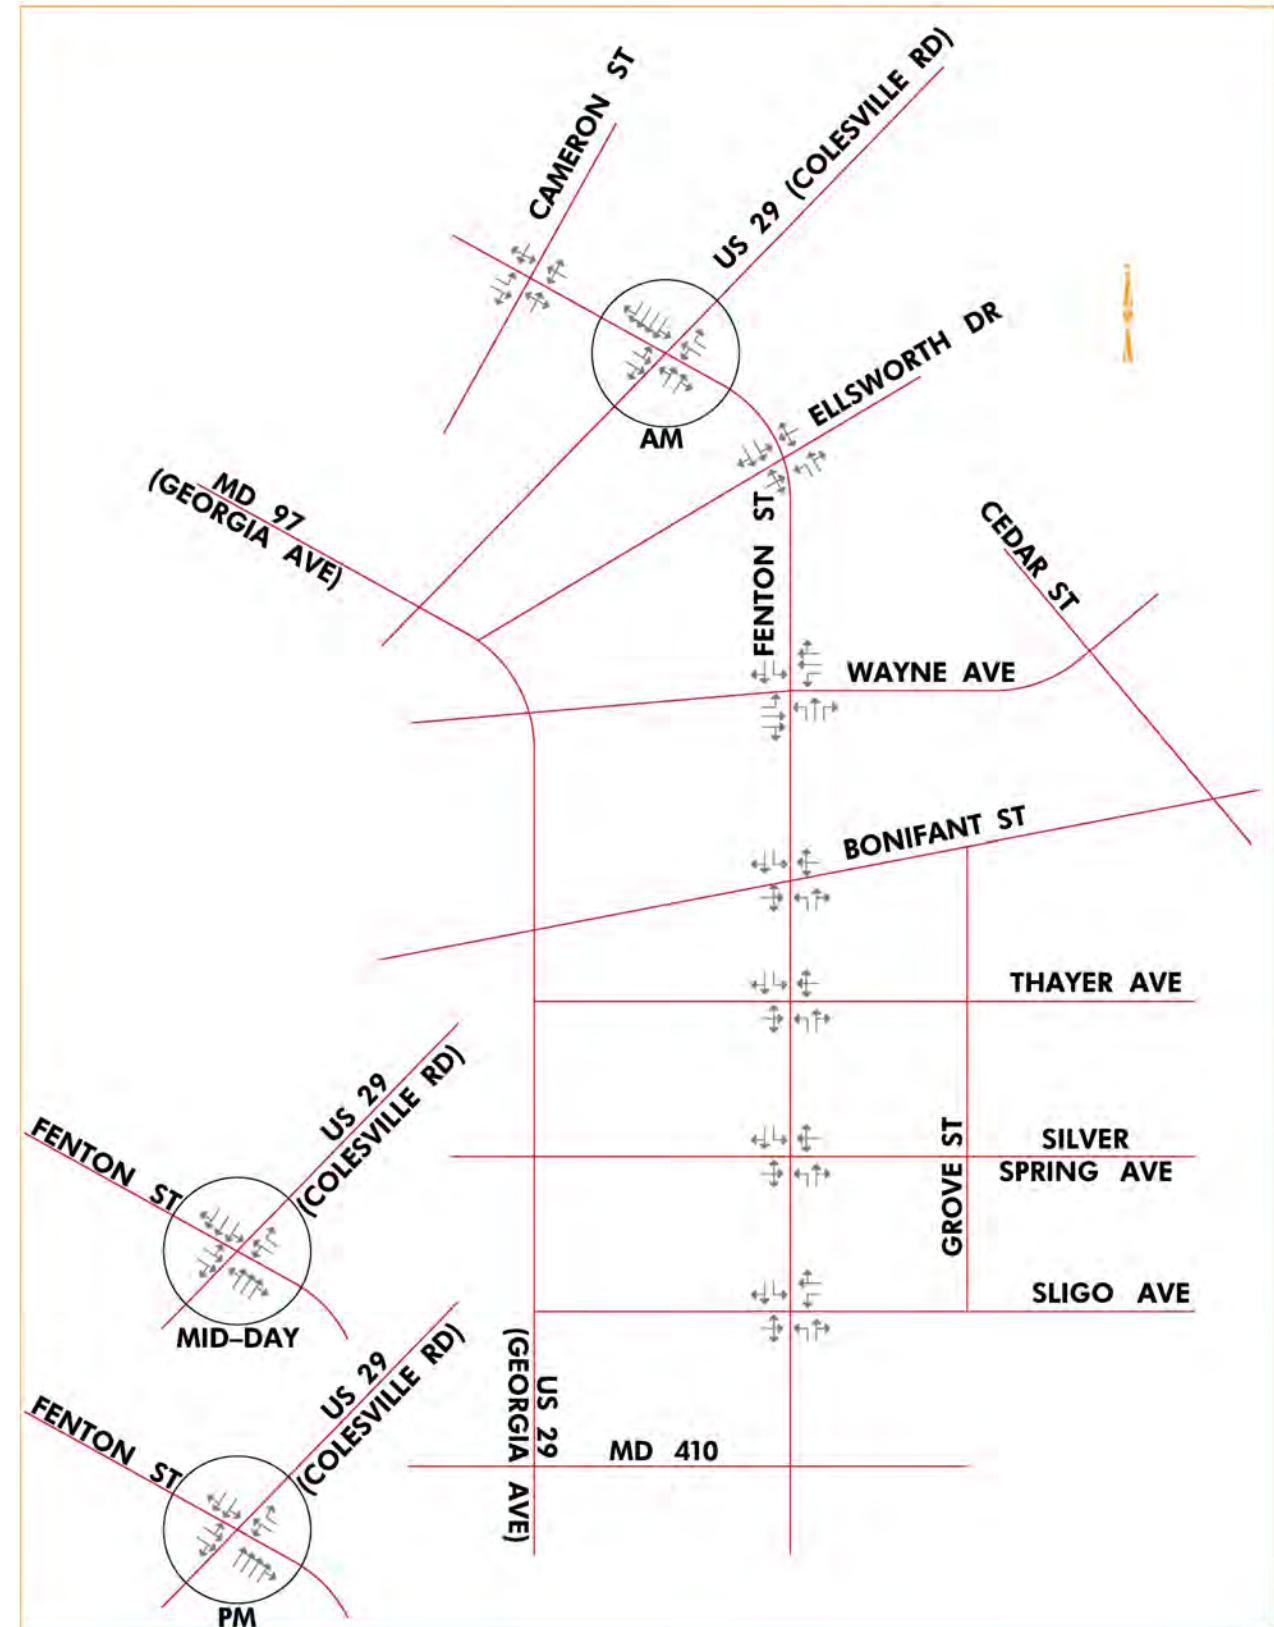 CAMERON ST
US 29 (COLESVILLE RD)
ELLSWORTH DR
AM
MD 97
(GEORGIA AVE)
FENTON ST
CEDAR ST
WAYNE AVE
BONIFANT ST
THAYER AVE
US 29
(COLESVILLE RD)
FENTON ST
MID-DAY
GROVE ST
SILVER
SPRING AVE
SLIGO AVE
US 29
(GEORGIA AVE)
MD 410
US 29
(COLESVILLE RD)
FENTON ST
PM